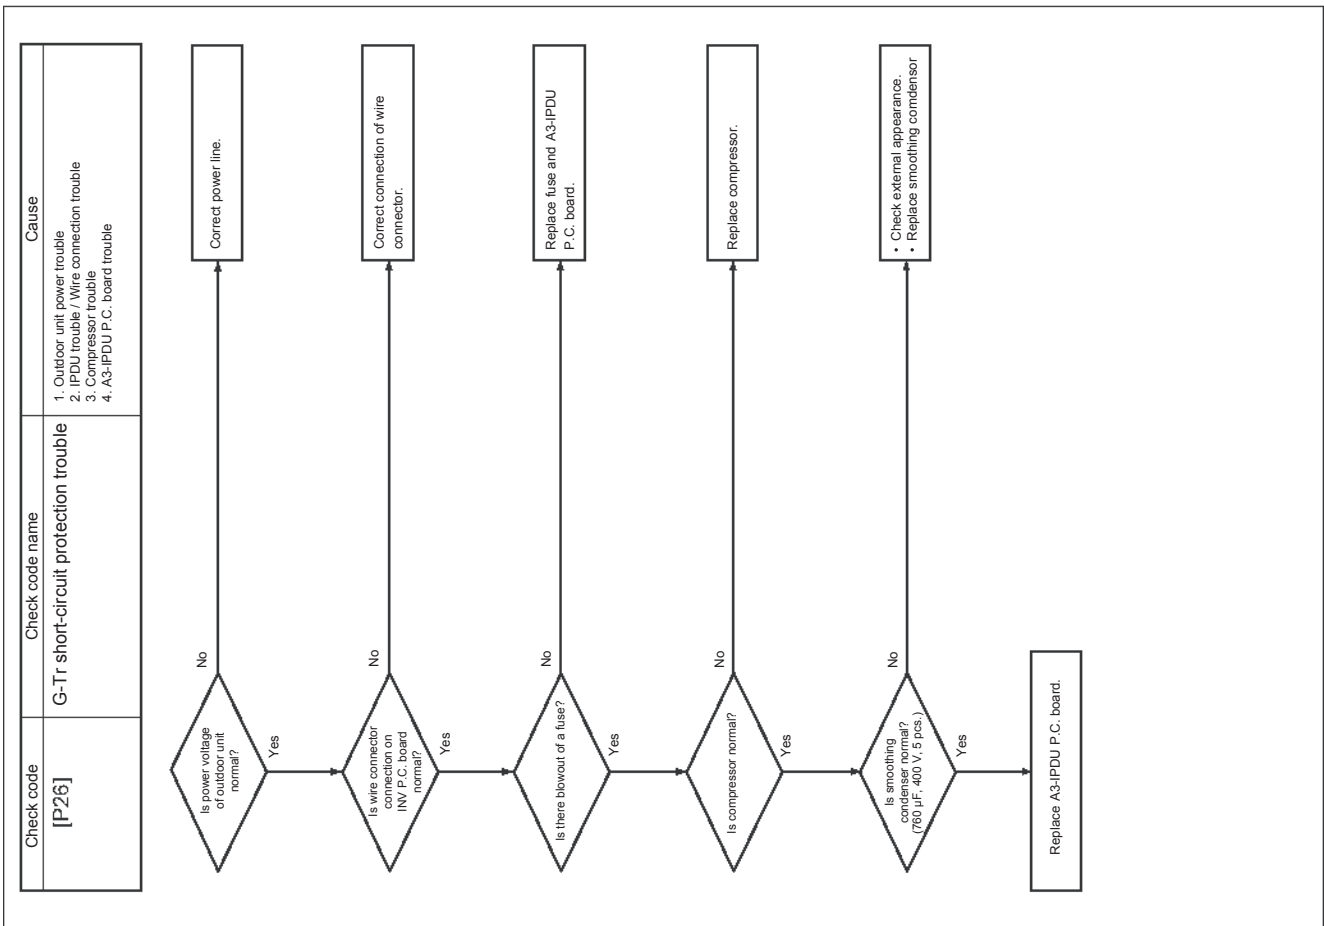 Check code
Check code name
Cause
[P26]
G-Tr short-circuit protection trouble
1. Outdoor unit power trouble
2. IPDU trouble / Wire connection trouble
3. Compressor trouble
4. A3-IPDU P.C. board trouble
Is power voltage
of outdoor unit
normal?
No
Correct power line.
Yes
Is wire connector
connection on
INV P.C. board
normal?
No
Correct connection of wire
connector.
Yes
Is there blowout of a fuse?
No
Replace fuse and A3-IPDU
P.C. board.
Yes
Is compressor normal?
No
Replace compressor.
Yes
Is smoothing
condenser normal?
(760 µF, 400 V, 5 pcs.)
No
• Check external appearance.
• Replace smoothing comdensor
Yes
Replace A3-IPDU P.C. board.